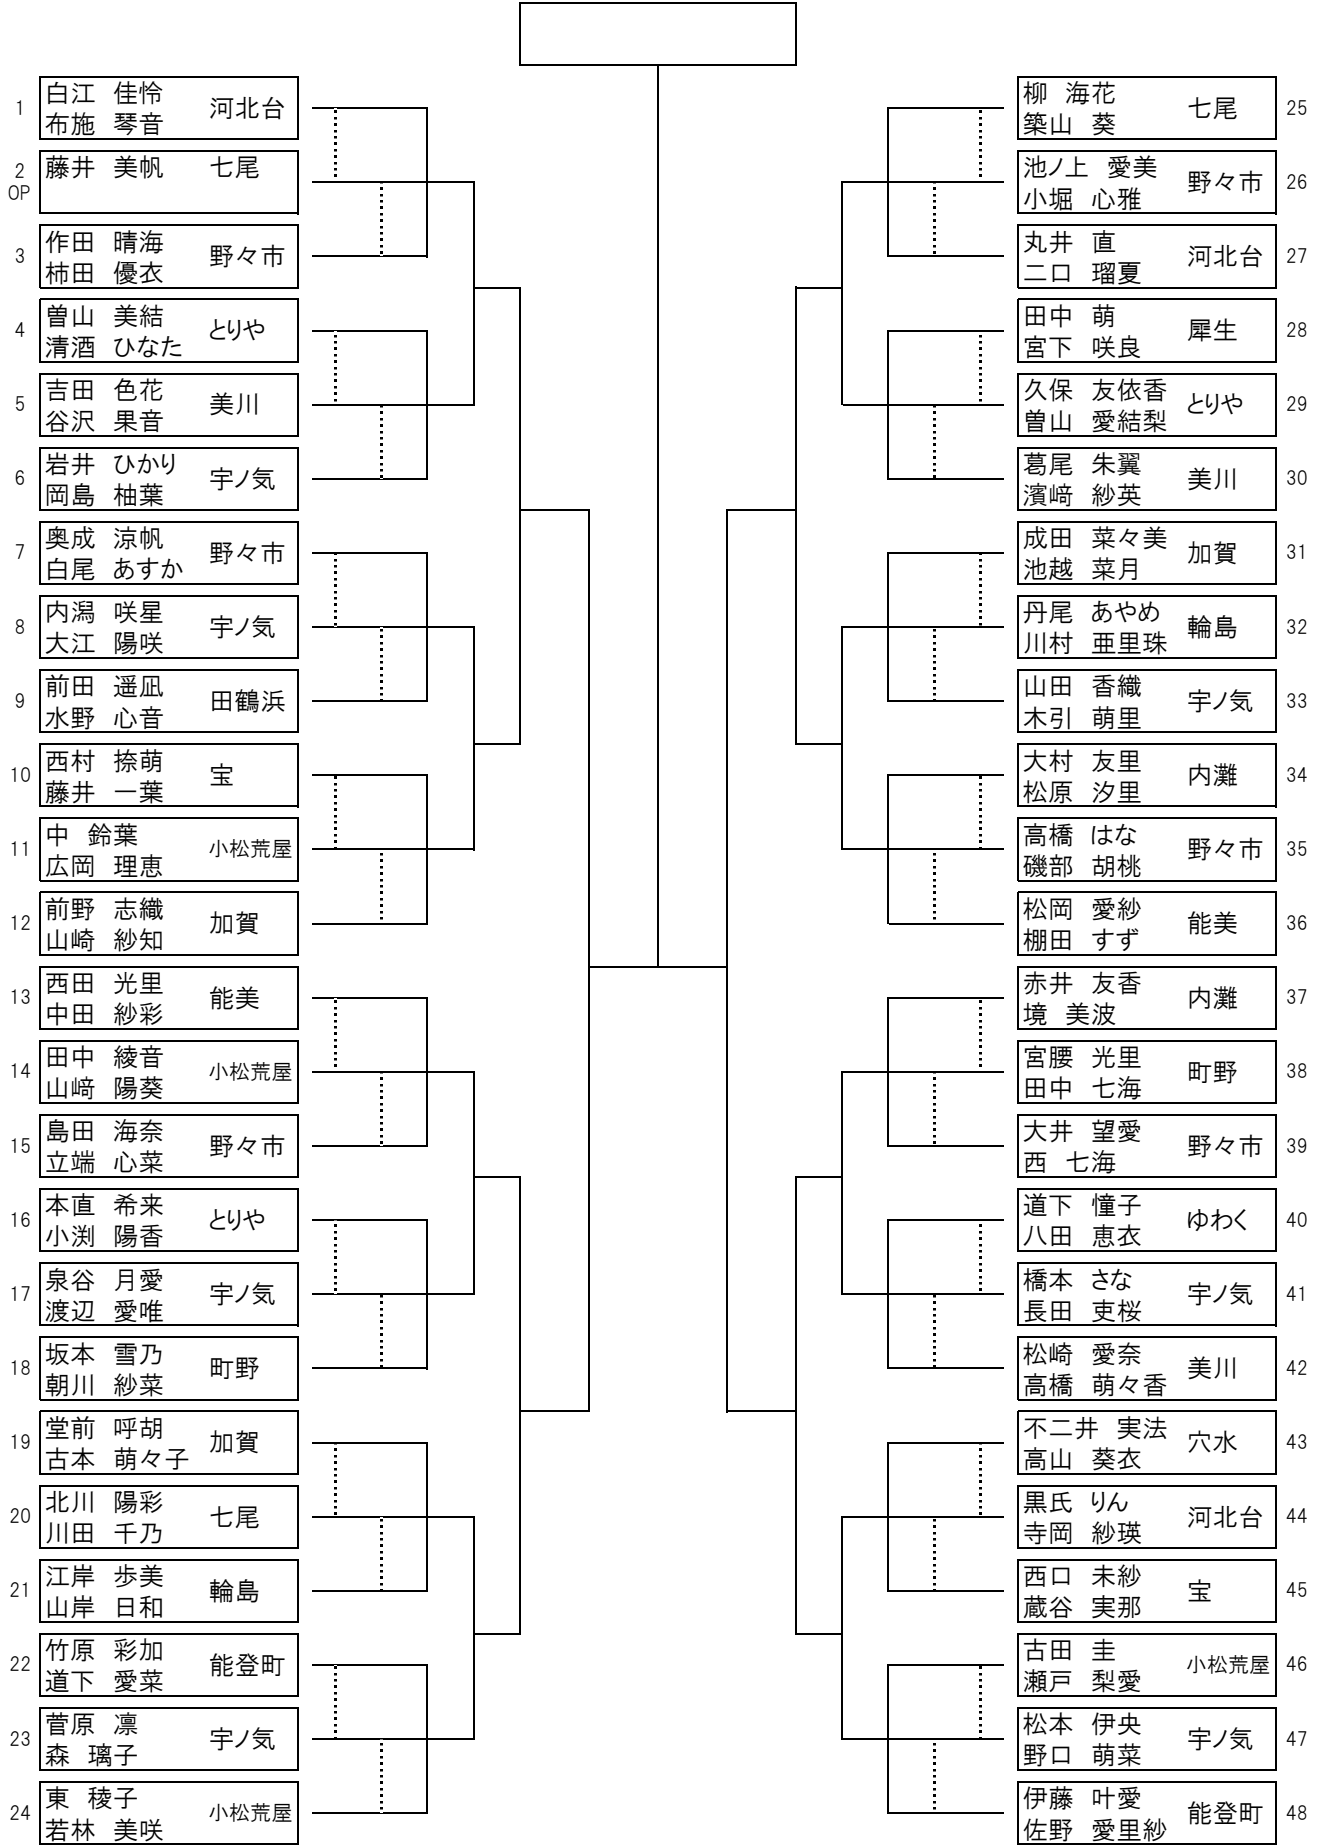 1 白江 佳怜 河北台
布施 琴音
2 藤井 美帆 七尾
OP
3 作田 晴海 野々市
柿田 優衣
4 曽山 美結 とりや
清酒 ひなた
5 吉田 色花 美川
谷沢 果音
6 岩井 ひかり 宇ノ気
岡島 柚葉
7 奥成 涼帆 野々市
白尾 あすか
8 内潟 咲星 宇ノ気
大江 陽咲
9 前田 遥凪 田鶴浜
水野 心音
10 西村 捺萌 宝
藤井 一葉
11 中 鈴葉 小松荒屋
広岡 理恵
12 前野 志織 加賀
山崎 紗知
13 西田 光里 能美
中田 紗彩
14 田中 綾音 小松荒屋
山﨑 陽葵
15 島田 海奈 野々市
立端 心菜
16 本直 希来 とりや
小渕 陽香
17 泉谷 月愛 宇ノ気
渡辺 愛唯
18 坂本 雪乃 町野
朝川 紗菜
19 堂前 呼胡 加賀
古本 萌々子
20 北川 陽彩 七尾
川田 千乃
21 江岸 歩美 輪島
山岸 日和
22 竹原 彩加 能登町
道下 愛菜
23 菅原 凛 宇ノ気
森 璃子
24 東 稜子 小松荒屋
若林 美咲
柳 海花 七尾 25
築山 葵
池ノ上 愛美 野々市 26
小堀 心雅
丸井 直 河北台 27
二口 瑠夏
田中 萌 犀生 28
宮下 咲良
久保 友依香 とりや 29
曽山 愛結梨
葛尾 朱翼 美川 30
濱﨑 紗英
成田 菜々美 加賀 31
池越 菜月
丹尾 あやめ 輪島 32
川村 亜里珠
山田 香織 宇ノ気 33
木引 萌里
大村 友里 内灘 34
松原 汐里
高橋 はな 野々市 35
磯部 胡桃
松岡 愛紗 能美 36
棚田 すず
赤井 友香 内灘 37
境 美波
宮腰 光里 町野 38
田中 七海
大井 望愛 野々市 39
西 七海
道下 憧子 ゆわく 40
八田 恵衣
橋本 さな 宇ノ気 41
長田 吏桜
松崎 愛奈 美川 42
高橋 萌々香
不二井 実法 穴水 43
高山 葵衣
黒氏 りん 河北台 44
寺岡 紗瑛
西口 未紗 宝 45
蔵谷 実那
古田 圭 小松荒屋 46
瀬戸 梨愛
松本 伊央 宇ノ気 47
野口 萌菜
伊藤 叶愛 能登町 48
佐野 愛里紗